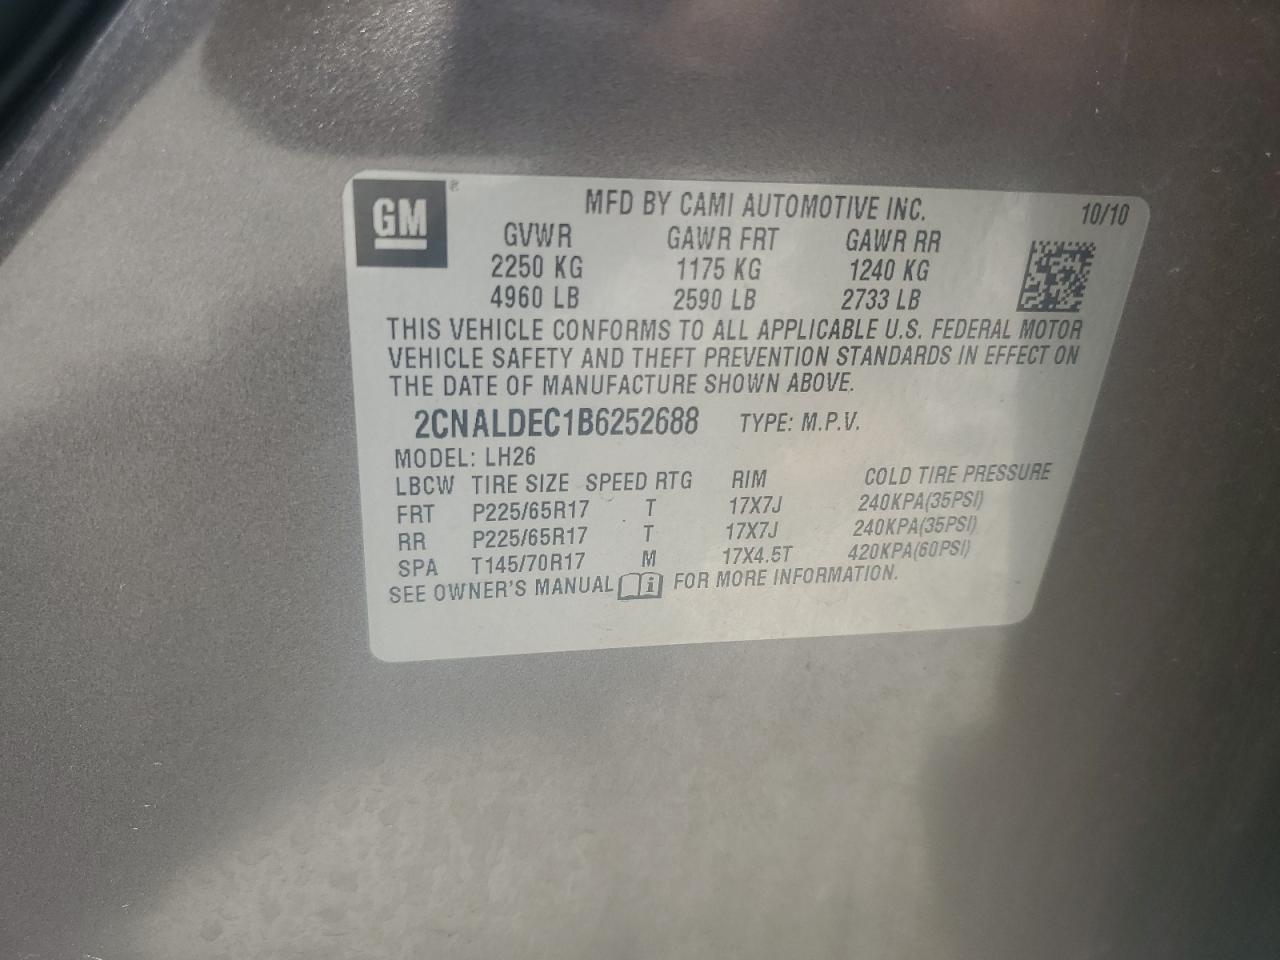 GM®
MFD BY CAMI AUTOMOTIVE INC. 10/10
GVWR GAWR FRT GAWR RR
2250 KG 1175 KG 1240 KG
4960 LB 2590 LB 2733 LB
THIS VEHICLE CONFORMS TO ALL APPLICABLE U.S. FEDERAL MOTOR
VEHICLE SAFETY AND THEFT PREVENTION STANDARDS IN EFFECT ON
THE DATE OF MANUFACTURE SHOWN ABOVE.
2CNALDEC1B6252688 TYPE: M.P.V.
MODEL: LH26
LBCW TIRE SIZE SPEED RTG RIM COLD TIRE PRESSURE
FRT P225/65R17 T 17X7J 240KPA(35PSI)
RR P225/65R17 T 17X7J 240KPA(35PSI)
SPA T145/70R17 M 17X4.5T 420KPA(60PSI)
SEE OWNER'S MANUAL i FOR MORE INFORMATION.